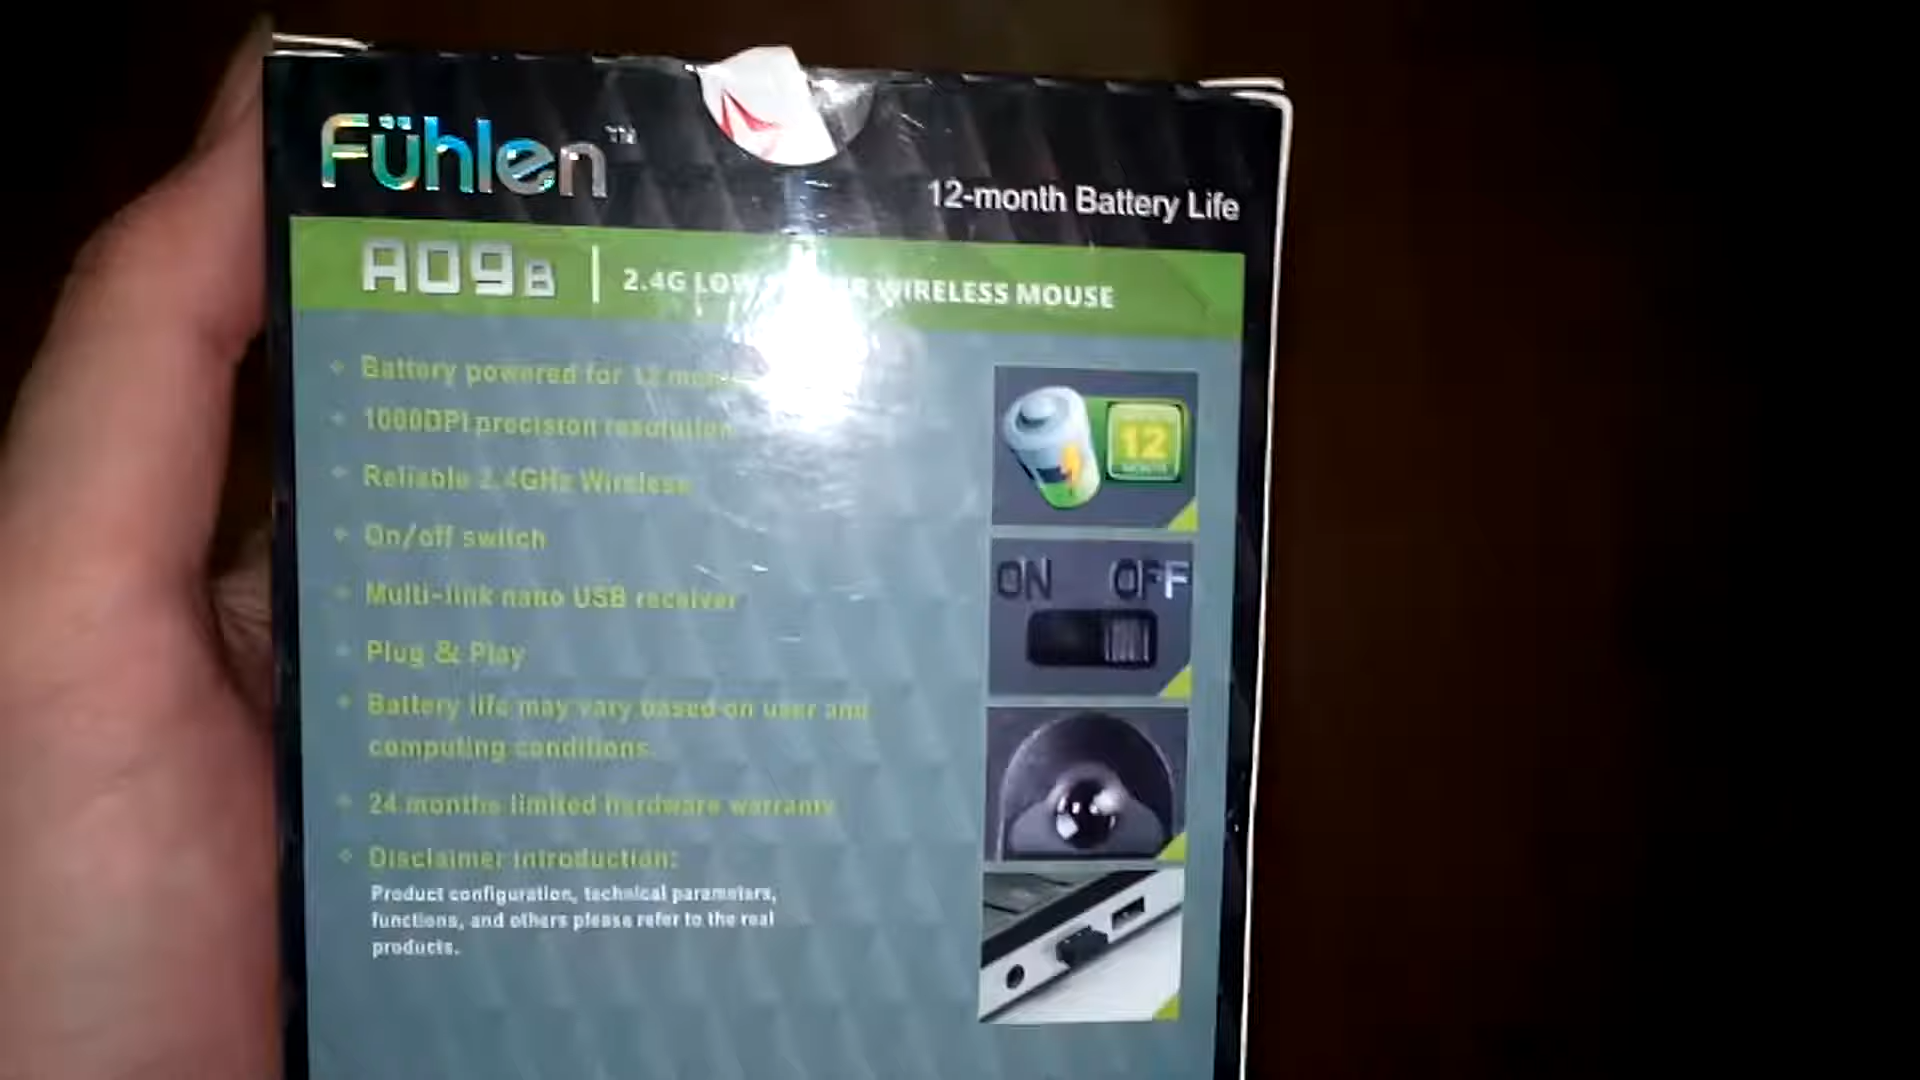 Fühlen™
12-month Battery Life
A09B
2.4G LOW WIRELESS MOUSE
Battery powered for 12
1000DPI precision resolution
Reliable 2.4GHz Wireless
On/off switch
Multi-link nano USB receiver
Plug & Play
Battery life may vary based on user and
computing conditions.
24 months limited hardware warranty
Disclaimer introduction:
Product configuration, technical parameters,
functions, and others please refer to the real
products.
12
MONTH
ON OFF